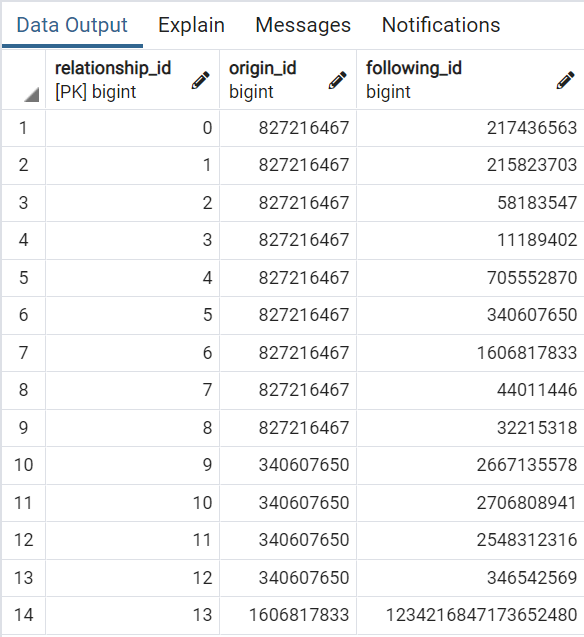 Data Output Explain Messages Notifications
relationship_id origin_id following_id
[PK] bigint bigint bigint
1 0 827216467 217436563
2 1 827216467 215823703
3 2 827216467 58183547
4 3 827216467 11189402
5 4 827216467 705552870
6 5 827216467 340607650
7 6 827216467 1606817833
8 7 827216467 44011446
9 8 827216467 32215318
10 9 340607650 2667135578
11 10 340607650 2706808941
12 11 340607650 2548312316
13 12 340607650 346542569
14 13 1606817833 1234216847173652480